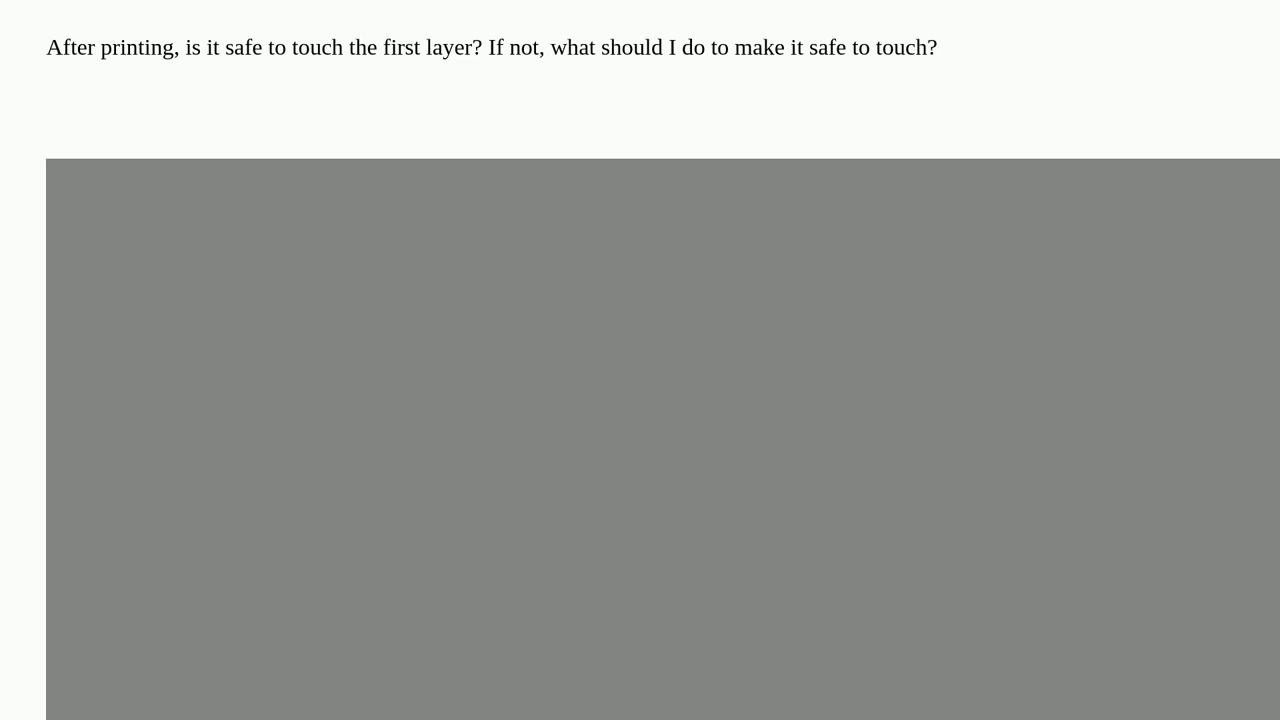 After printing, is it safe to touch the first layer? If not, what should I do to make it safe to touch?